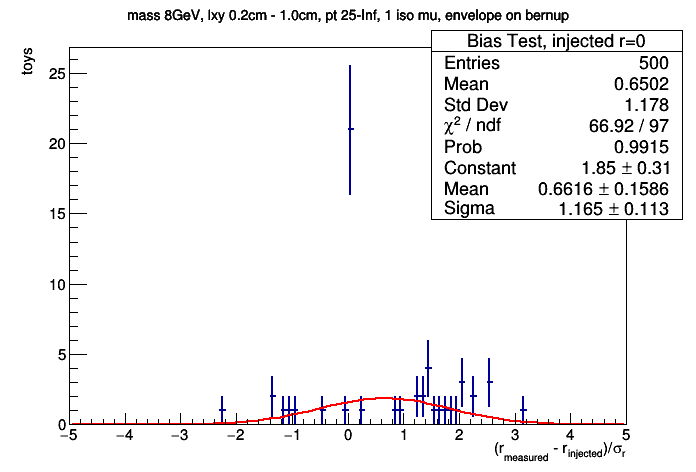 mass 8GeV, lxy 0.2cm - 1.0cm, pt 25-Inf, 1 iso mu, envelope on bernup
Bias Test, injected r=0
Entries 500
Mean 0.6502
Std Dev 1.178
χ² / ndf 66.92 / 97
Prob 0.9915
Constant 1.85 ± 0.31
Mean 0.6616 ± 0.1586
Sigma 1.165 ± 0.113
toys
25
20
15
10
5
0
−5 −4 −3 −2 −1 0 1 2 3 4 5
(r_measured - r_injected)/σ_r